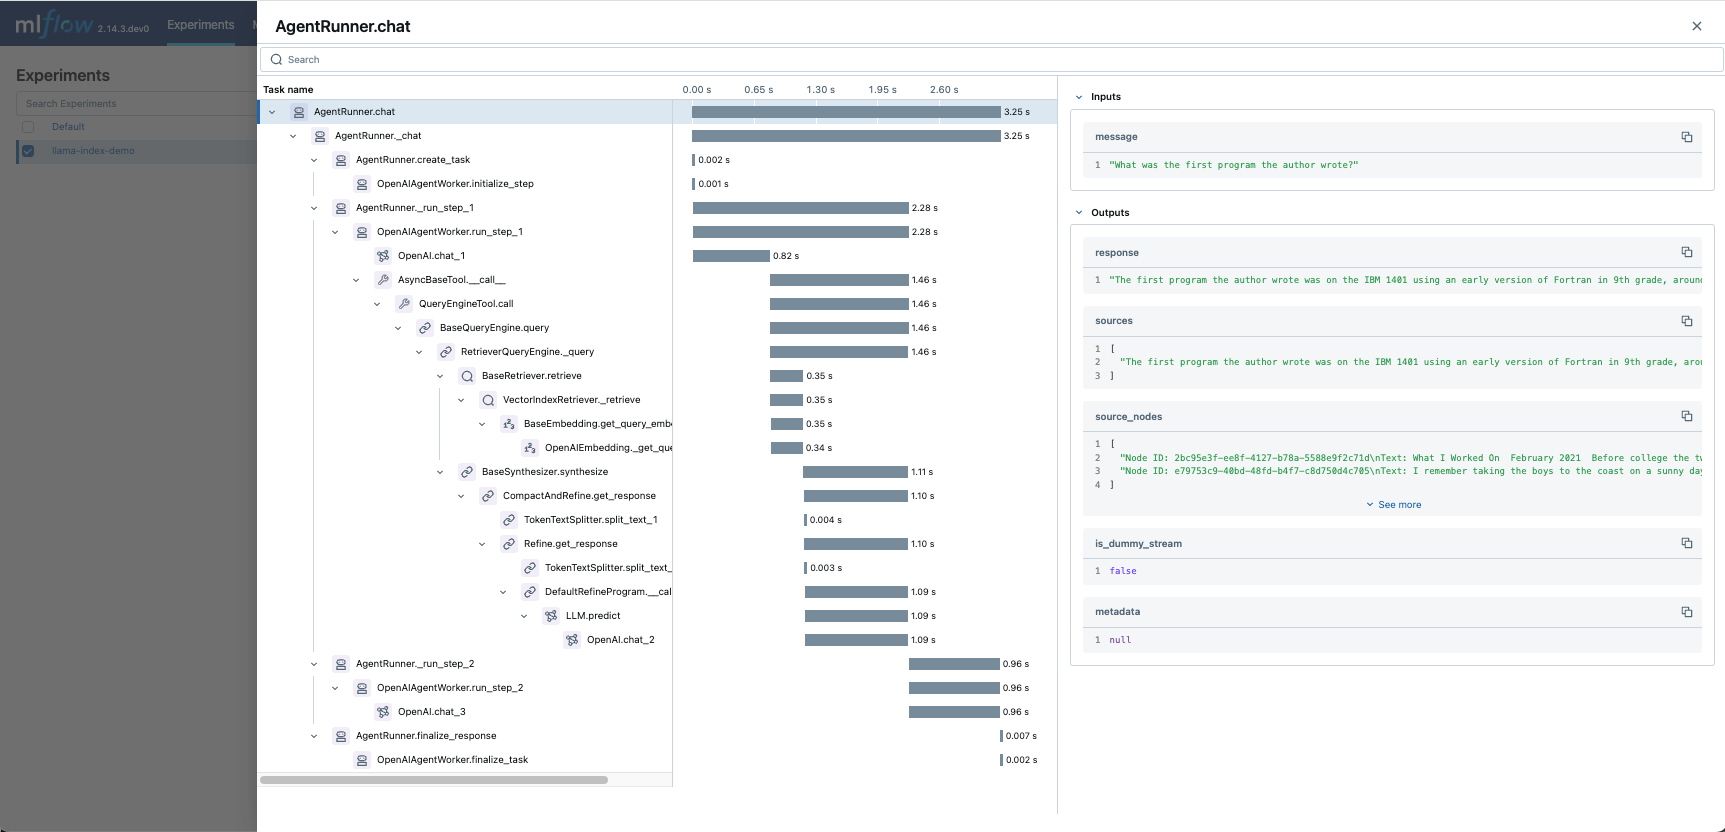 mlflow 2.14.3.dev0 Experiments
Experiments
Search Experiments
Default
llama-index-demo
AgentRunner.chat
Search
Task name
0.00 s 0.65 s 1.30 s 1.95 s 2.60 s
AgentRunner.chat 3.25 s
AgentRunner._chat 3.25 s
AgentRunner.create_task 0.002 s
OpenAIAgentWorker.initialize_step 0.001 s
AgentRunner._run_step_1 2.28 s
OpenAIAgentWorker.run_step_1 2.28 s
OpenAI.chat_1 0.82 s
AsyncBaseTool.__call__ 1.46 s
QueryEngineTool.call 1.46 s
BaseQueryEngine.query 1.46 s
RetrieverQueryEngine._query 1.46 s
BaseRetriever.retrieve 0.35 s
VectorIndexRetriever._retrieve 0.35 s
BaseEmbedding.get_query_emb 0.35 s
OpenAIEmbedding._get_que 0.34 s
BaseSynthesizer.synthesize 1.11 s
CompactAndRefine.get_response 1.10 s
TokenTextSplitter.split_text_1 0.004 s
Refine.get_response 1.10 s
TokenTextSplitter.split_text_ 0.003 s
DefaultRefineProgram.__cal 1.09 s
LLM.predict 1.09 s
OpenAI.chat_2 1.09 s
AgentRunner._run_step_2 0.96 s
OpenAIAgentWorker.run_step_2 0.96 s
OpenAI.chat_3 0.96 s
AgentRunner.finalize_response 0.007 s
OpenAIAgentWorker.finalize_task 0.002 s
Inputs
message
1 "What was the first program the author wrote?"
Outputs
response
1 "The first program the author wrote was on the IBM 1401 using an early version of Fortran in 9th grade, around
sources
1 [
2 "The first program the author wrote was on the IBM 1401 using an early version of Fortran in 9th grade, arou
3 ]
source_nodes
1 [
2 "Node ID: 2bc95e3f-ee8f-4127-b78a-5588e9f2c71d\nText: What I Worked On February 2021 Before college the tw
3 "Node ID: e79753c9-40bd-48fd-b4f7-c8d750d4c705\nText: I remember taking the boys to the coast on a sunny day
4 ]
See more
is_dummy_stream
1 false
metadata
1 null